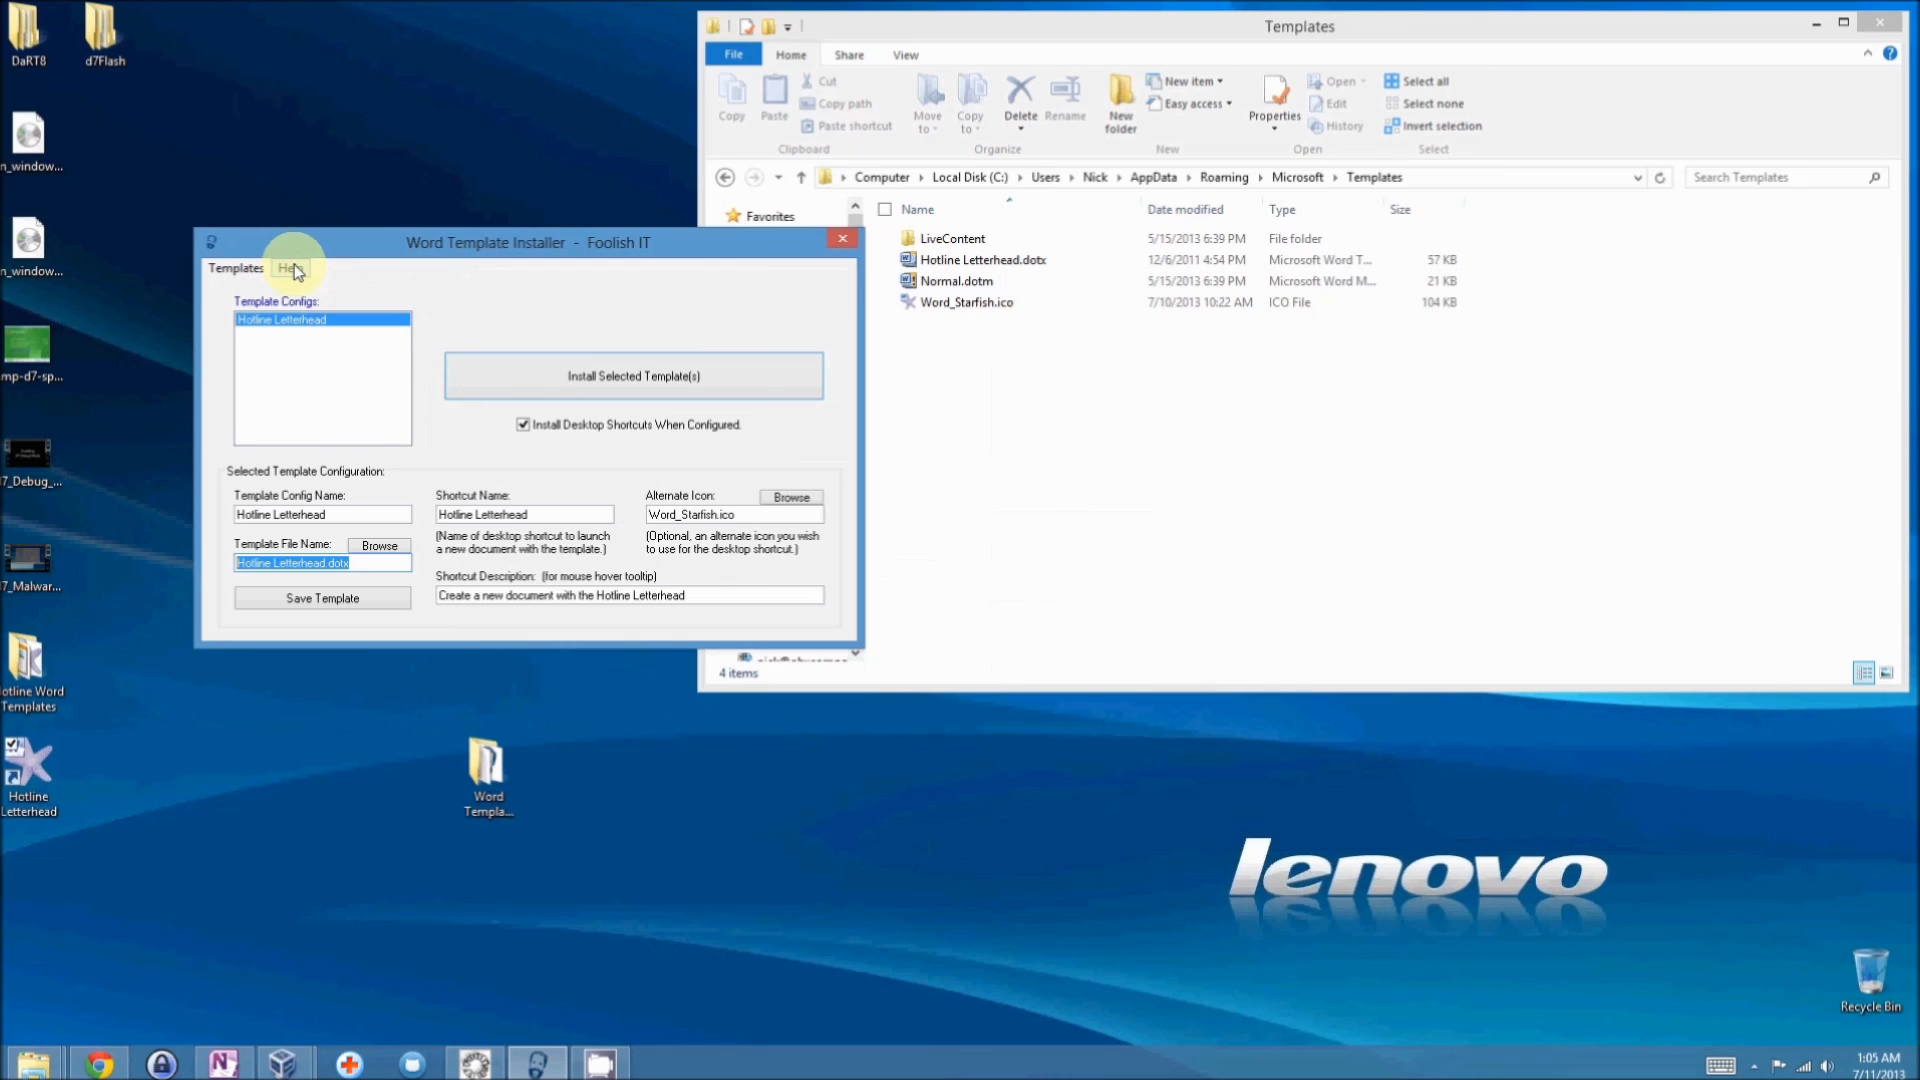 DaRT8
d7Flash
n_window...
n_window...
mp-d7-sp...
d7_Debug_...
d7_Malwar...
Hotline Word
Templates
Hotline
Letterhead
Word
Templa...
Templates
File
Home
Share
View
Copy
Paste
Cut
Copy path
Paste shortcut
Clipboard
Move
to
Copy
to
Delete
Rename
Organize
New
folder
New item
Easy access
New
Properties
Open
Edit
History
Open
Select all
Select none
Invert selection
Select
Computer
Local Disk (C:)
Users
Nick
AppData
Roaming
Microsoft
Templates
Search Templates
Favorites
Name
Date modified
Type
Size
LiveContent
5/15/2013 6:39 PM
File folder
Hotline Letterhead.dotx
12/6/2011 4:54 PM
Microsoft Word T...
57 KB
Normal.dotm
5/15/2013 6:39 PM
Microsoft Word M...
21 KB
Word_Starfish.ico
7/10/2013 10:22 AM
ICO File
104 KB
4 items
Word Template Installer - Foolish IT
Templates
Help
Template Configs:
Hotline Letterhead
Install Selected Template(s)
Install Desktop Shortcuts When Configured.
Selected Template Configuration:
Template Config Name:
Hotline Letterhead
Template File Name:
Browse
Hotline Letterhead.dotx
Save Template
Shortcut Name:
Hotline Letterhead
(Name of desktop shortcut to launch
a new document with the template.)
Alternate Icon:
Browse
Word_Starfish.ico
(Optional, an alternate icon you wish
to use for the desktop shortcut.)
Shortcut Description: (for mouse hover tooltip)
Create a new document with the Hotline Letterhead
lenovo
Recycle Bin
1:05 AM
7/11/2013